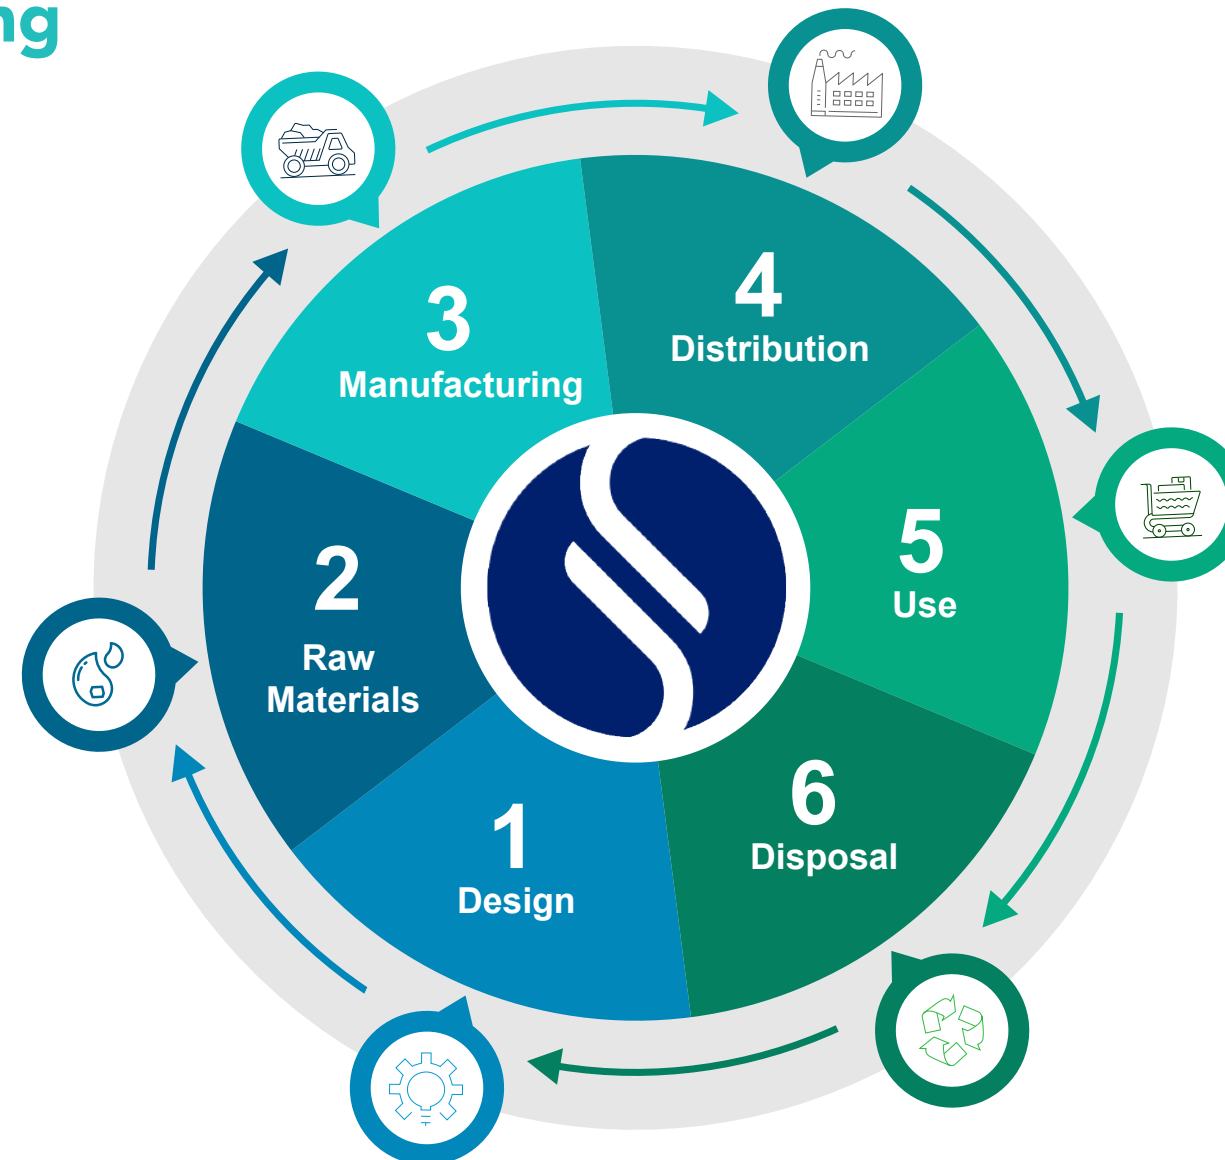 ng
1
Design
2
Raw
Materials
3
Manufacturing
4
Distribution
5
Use
6
Disposal